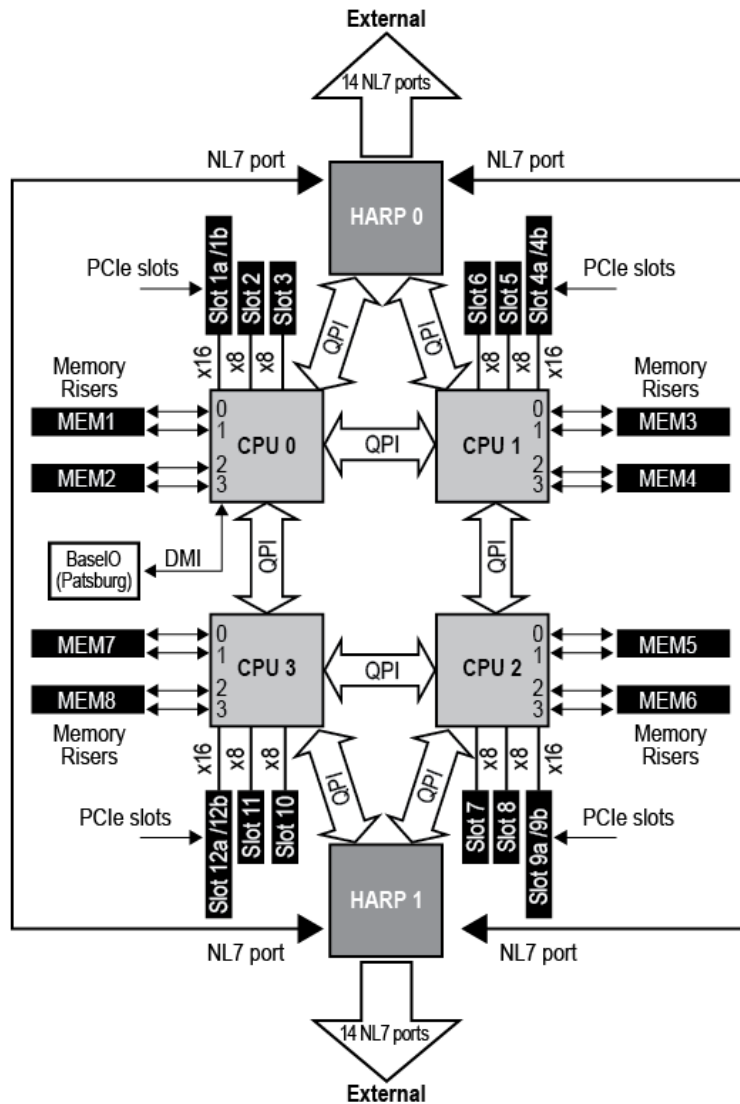 External
14 NL7 ports
NL7 port
NL7 port
HARP 0
PCIe slots
Slot 1a /1b
Slot 2
Slot 3
Slot 6
Slot 5
Slot 4a /4b
PCIe slots
QPI
QPI
x16
x8
x8
x8
x8
x16
Memory
Risers
Memory
Risers
MEM1
0
1
CPU 0
QPI
CPU 1
0
1
MEM3
MEM2
2
3
2
3
MEM4
BaseIO
(Patsburg)
DMI
QPI
QPI
MEM7
0
1
CPU 3
QPI
CPU 2
0
1
MEM5
MEM8
2
3
2
3
MEM6
Memory
Risers
Memory
Risers
x16
x8
x8
x8
x8
x16
QPI
QPI
PCIe slots
Slot 12a /12b
Slot 11
Slot 10
Slot 7
Slot 8
Slot 9a /9b
PCIe slots
HARP 1
NL7 port
NL7 port
14 NL7 ports
External